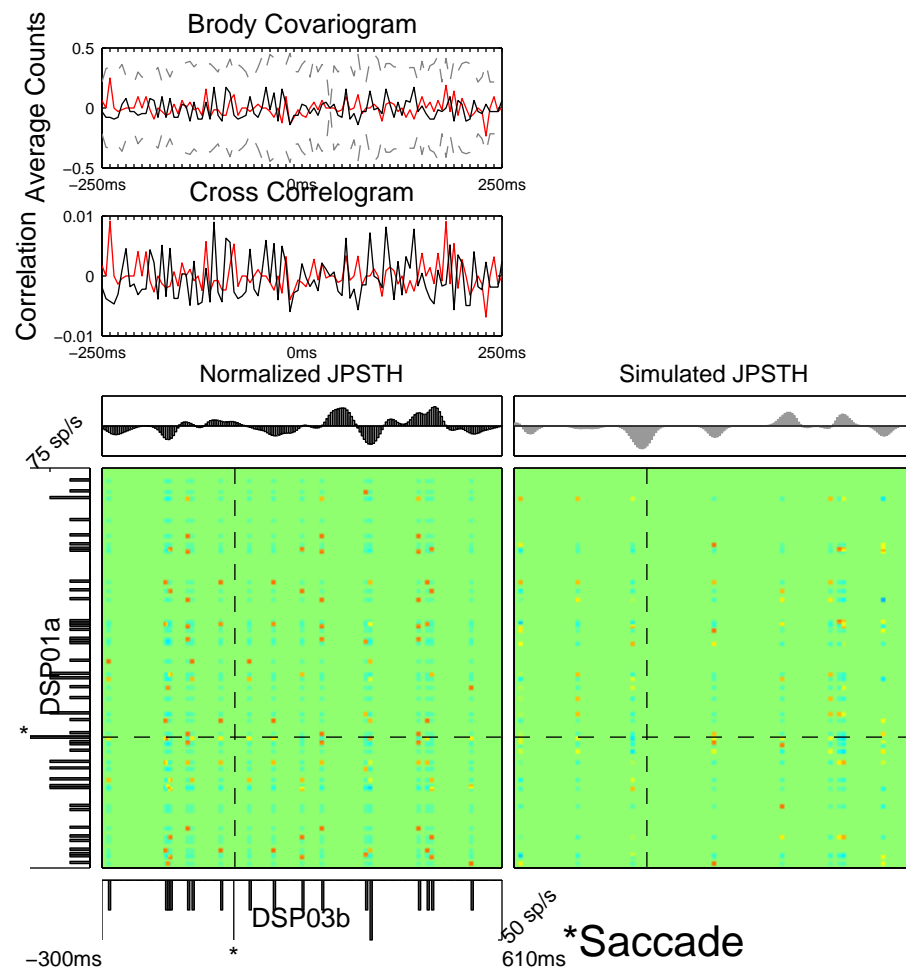 Brody Covariogram
Average Counts
0.5
0
−0.5
−250ms
0ms
250ms
Cross Correlogram
Correlation
0.01
0
−0.01
−250ms
0ms
250ms
Normalized JPSTH
Simulated JPSTH
75 sp/s
DSP01a
*
DSP03b
*
50 sp/s
−300ms
610ms
*Saccade